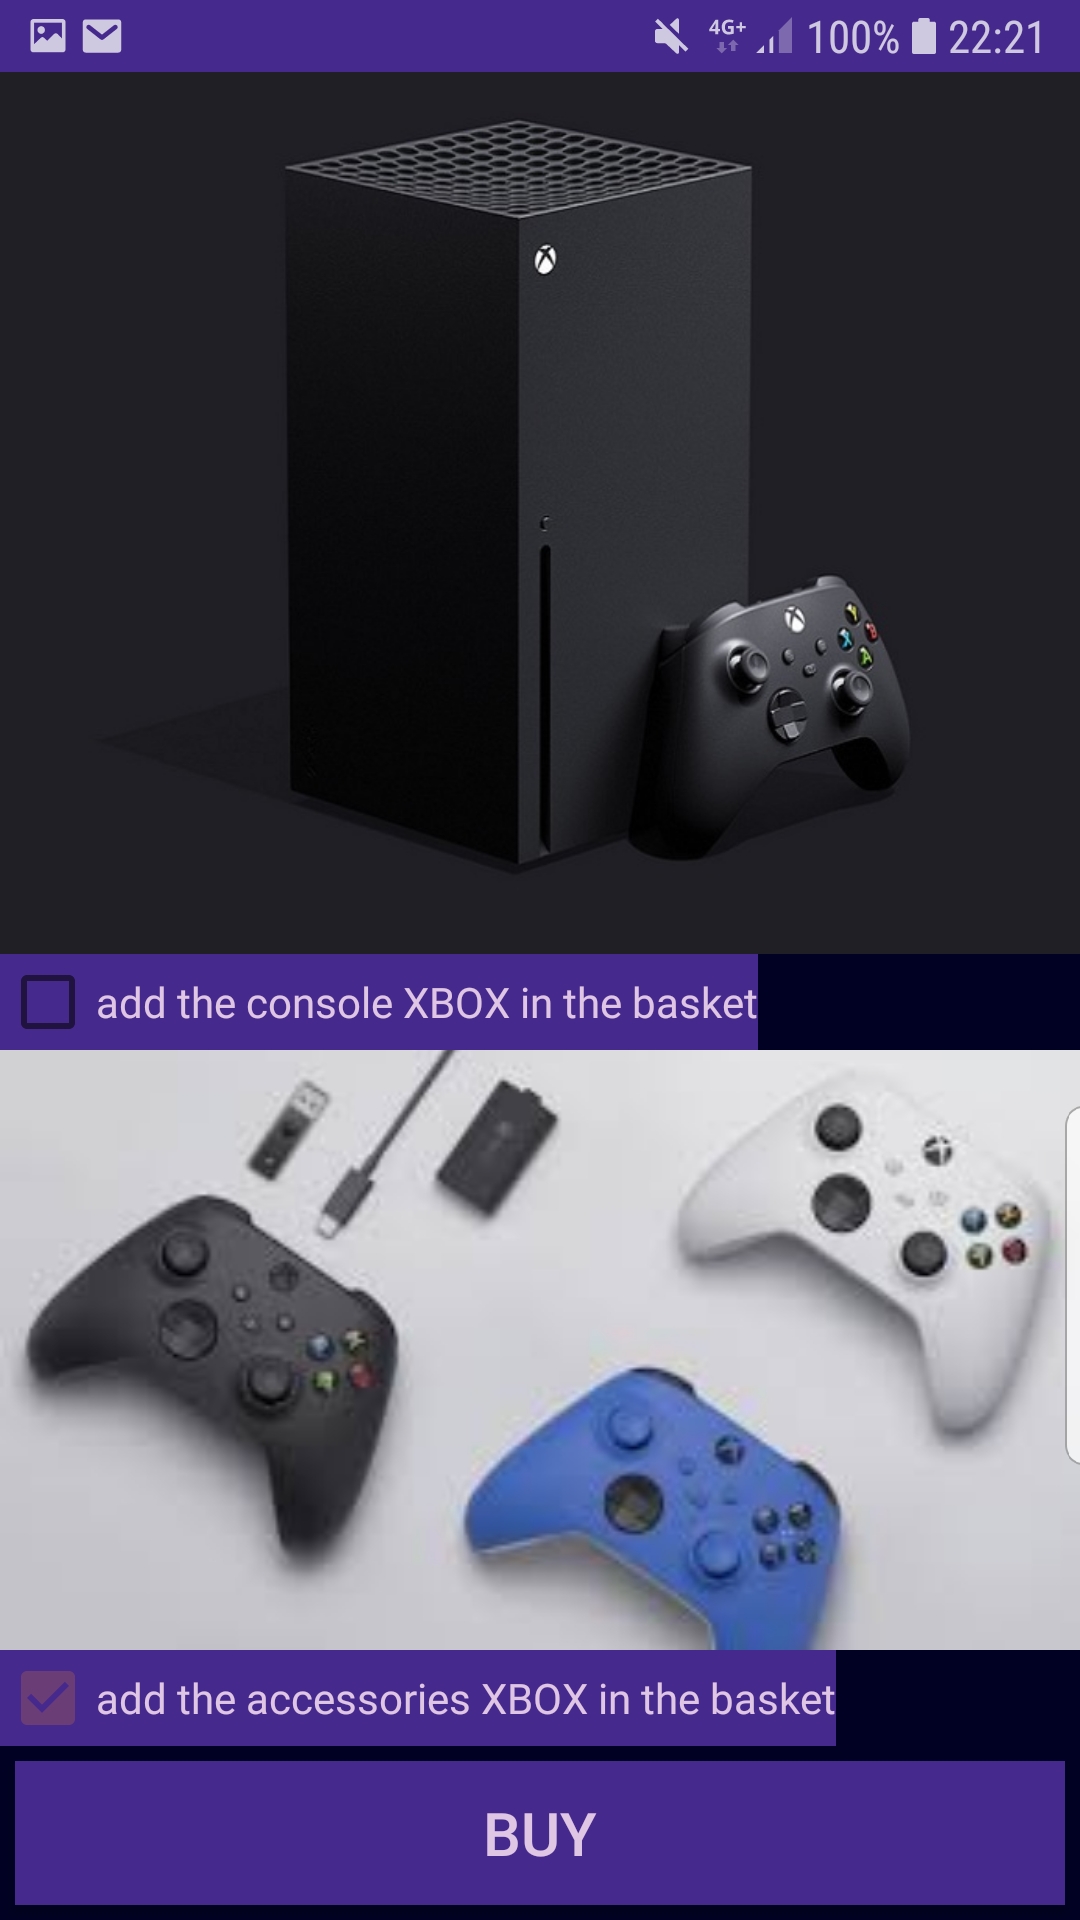 4G+ 100% 22:21
Y
X B
A
add the console XBOX in the basket
add the accessories XBOX in the basket
BUY